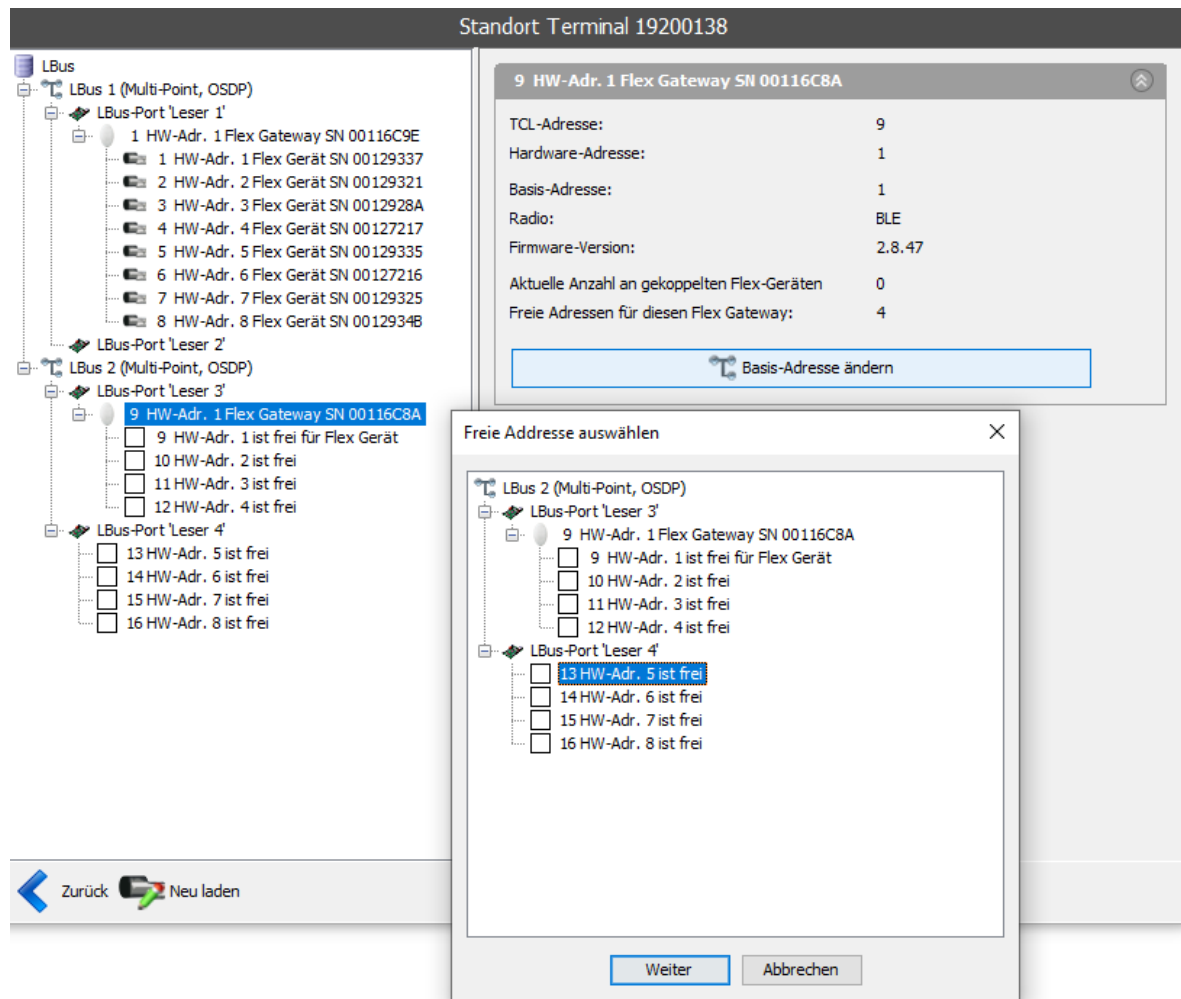 Standort Terminal 19200138
LBus
LBus 1 (Multi-Point, OSDP)
LBus-Port 'Leser 1'
1 HW-Adr. 1 Flex Gateway SN 00116C9E
1 HW-Adr. 1 Flex Gerät SN 00129337
2 HW-Adr. 2 Flex Gerät SN 00129321
3 HW-Adr. 3 Flex Gerät SN 0012928A
4 HW-Adr. 4 Flex Gerät SN 00127217
5 HW-Adr. 5 Flex Gerät SN 00129335
6 HW-Adr. 6 Flex Gerät SN 00127216
7 HW-Adr. 7 Flex Gerät SN 00129325
8 HW-Adr. 8 Flex Gerät SN 0012934B
LBus-Port 'Leser 2'
LBus 2 (Multi-Point, OSDP)
LBus-Port 'Leser 3'
9 HW-Adr. 1 Flex Gateway SN 00116C8A
9 HW-Adr. 1 ist frei für Flex Gerät
10 HW-Adr. 2 ist frei
11 HW-Adr. 3 ist frei
12 HW-Adr. 4 ist frei
LBus-Port 'Leser 4'
13 HW-Adr. 5 ist frei
14 HW-Adr. 6 ist frei
15 HW-Adr. 7 ist frei
16 HW-Adr. 8 ist frei
9 HW-Adr. 1 Flex Gateway SN 00116C8A
TCL-Adresse: 9
Hardware-Adresse: 1
Basis-Adresse: 1
Radio: BLE
Firmware-Version: 2.8.47
Aktuelle Anzahl an gekoppelten Flex-Geräten 0
Freie Adressen für diesen Flex Gateway: 4
Basis-Adresse ändern
Freie Addresse auswählen
LBus 2 (Multi-Point, OSDP)
LBus-Port 'Leser 3'
9 HW-Adr. 1 Flex Gateway SN 00116C8A
9 HW-Adr. 1 ist frei für Flex Gerät
10 HW-Adr. 2 ist frei
11 HW-Adr. 3 ist frei
12 HW-Adr. 4 ist frei
LBus-Port 'Leser 4'
13 HW-Adr. 5 ist frei
14 HW-Adr. 6 ist frei
15 HW-Adr. 7 ist frei
16 HW-Adr. 8 ist frei
Weiter Abbrechen
Zurück Neu laden